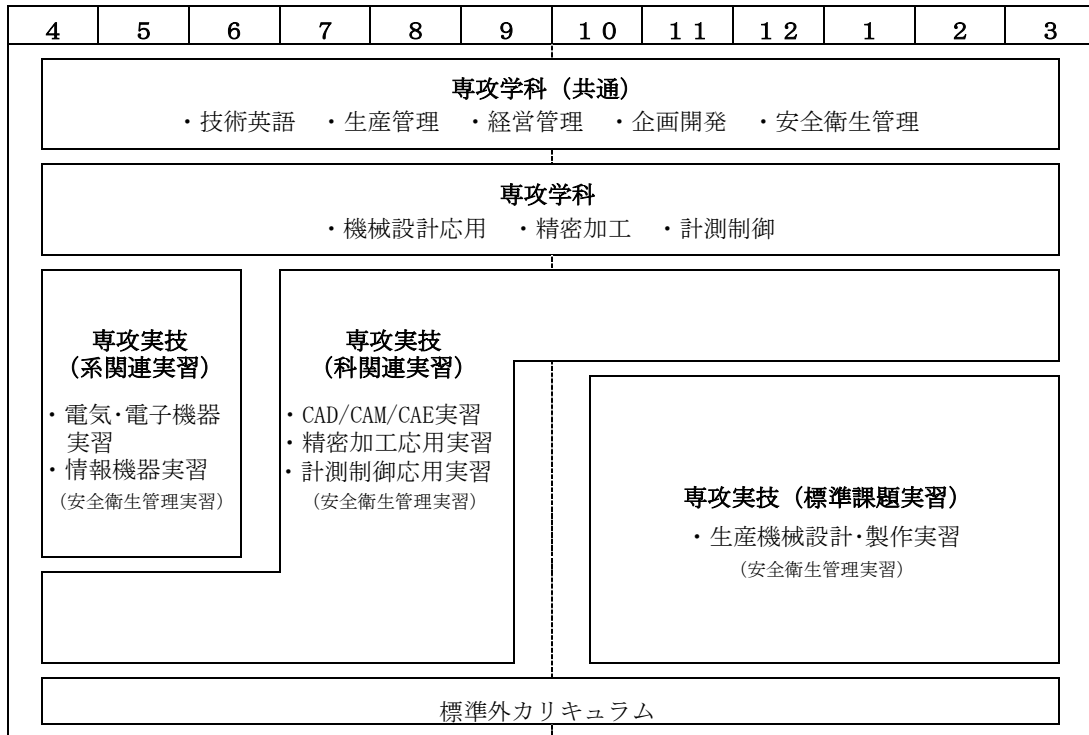 4 5 6 7 8 9 10 11 12 1 2 3
専攻学科（共通）
・技術英語 ・生産管理 ・経営管理 ・企画開発 ・安全衛生管理
専攻学科
・機械設計応用 ・精密加工 ・計測制御
専攻実技
（系関連実習）
・電気・電子機器
実習
・情報機器実習
（安全衛生管理実習）
専攻実技
（科関連実習）
・CAD/CAM/CAE実習
・精密加工応用実習
・計測制御応用実習
（安全衛生管理実習）
専攻実技（標準課題実習）
・生産機械設計・製作実習
（安全衛生管理実習）
標準外カリキュラム